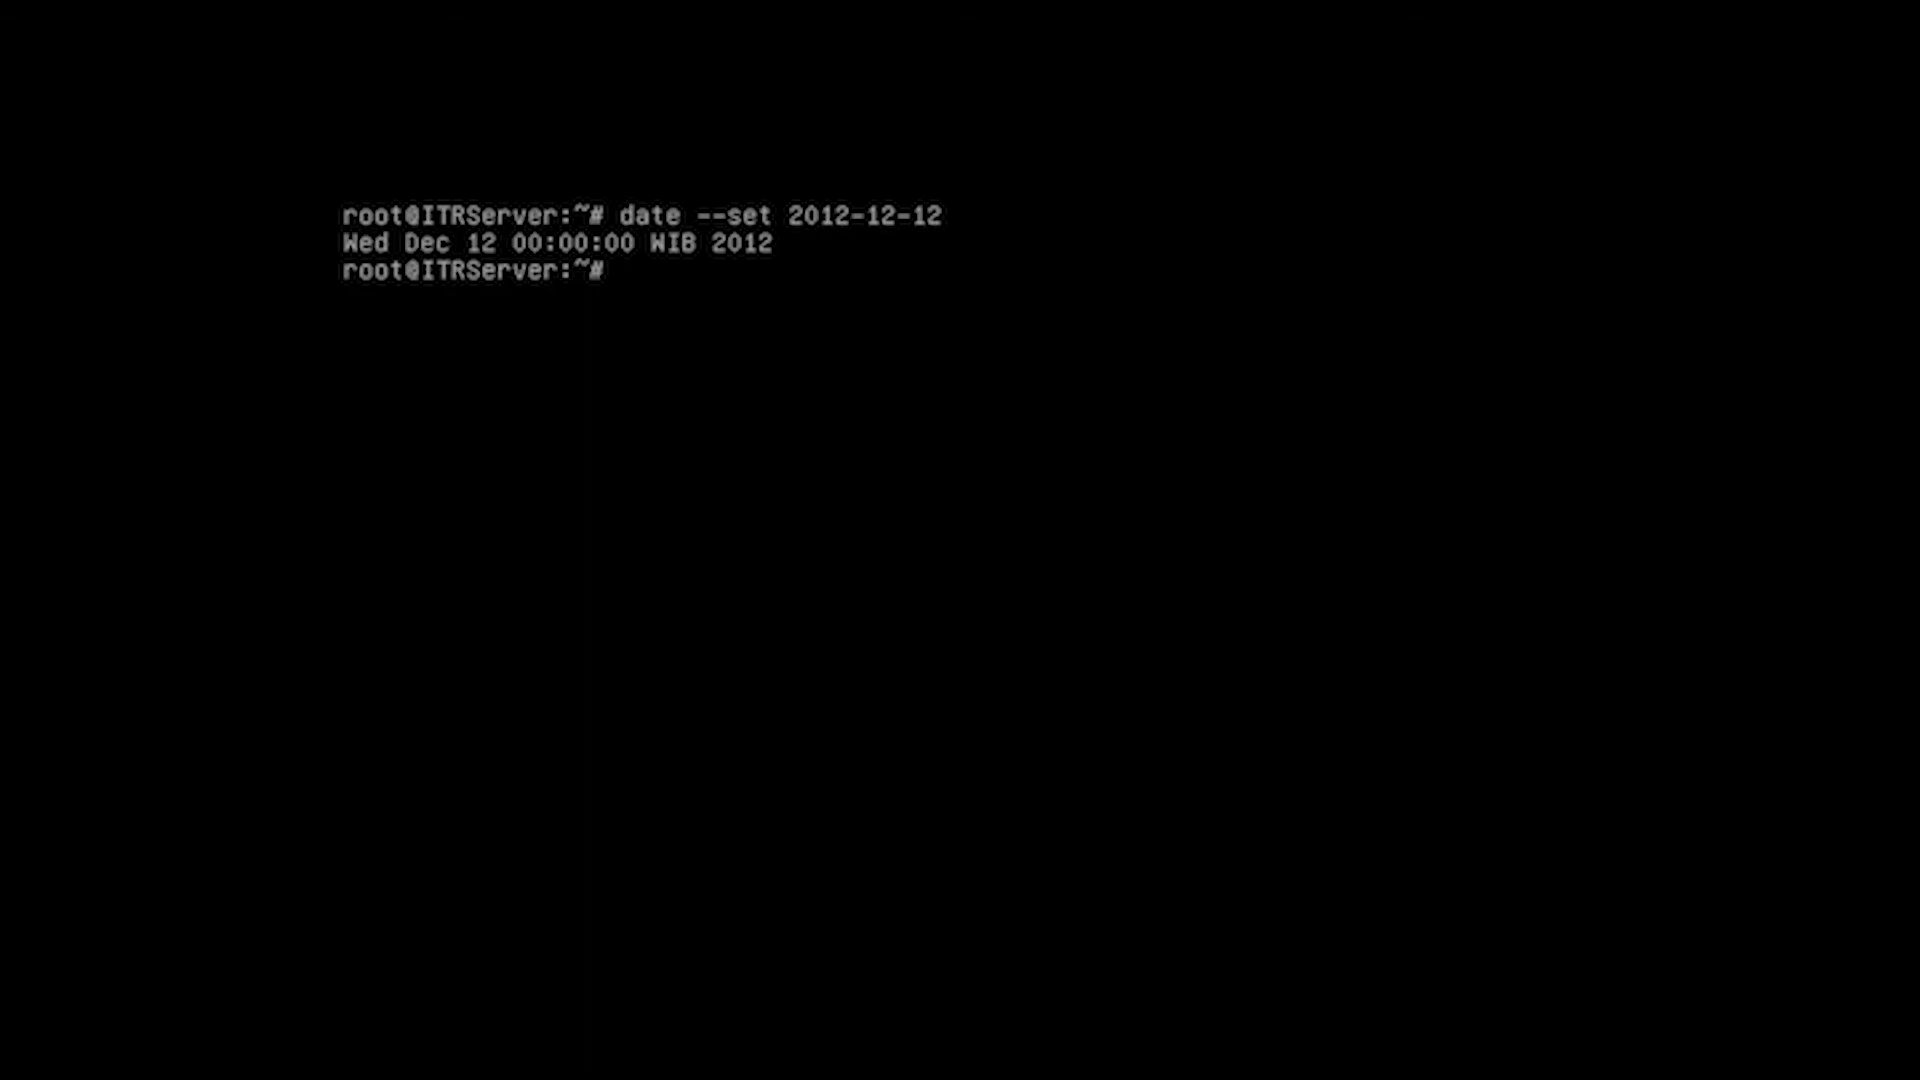 root@ITRServer:~# date --set 2012-12-12
Wed Dec 12 00:00:00 WIB 2012
root@ITRServer:~#